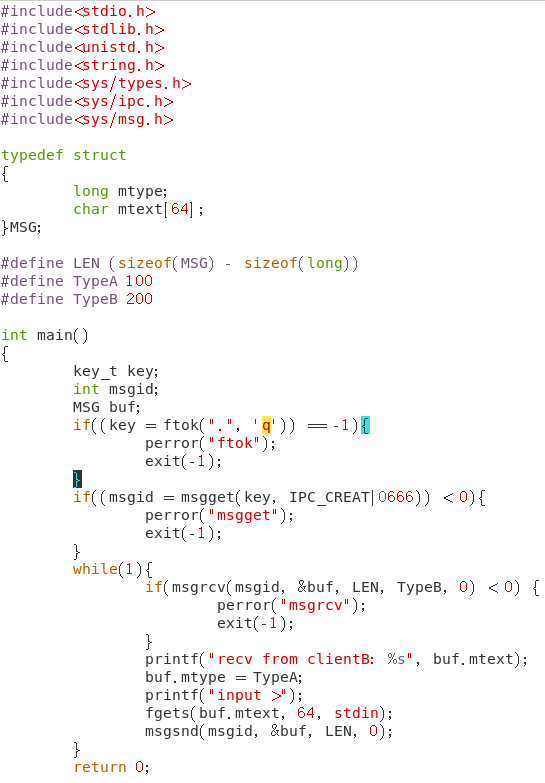 #include<stdio.h>
#include<stdlib.h>
#include<unistd.h>
#include<string.h>
#include<sys/types.h>
#include<sys/ipc.h>
#include<sys/msg.h>

typedef struct
{
        long mtype;
        char mtext[64];
}MSG;

#define LEN (sizeof(MSG) - sizeof(long))
#define TypeA 100
#define TypeB 200

int main()
{
        key_t key;
        int msgid;
        MSG buf;
        if((key = ftok(".", 'q')) == -1){
                perror("ftok");
                exit(-1);
        }
        if((msgid = msgget(key, IPC_CREAT|0666)) < 0){
                perror("msgget");
                exit(-1);
        }
        while(1){
                if(msgrcv(msgid, &buf, LEN, TypeB, 0) < 0) {
                        perror("msgrcv");
                        exit(-1);
                }
                printf("recv from clientB: %s", buf.mtext);
                buf.mtype = TypeA;
                printf("input >");
                fgets(buf.mtext, 64, stdin);
                msgsnd(msgid, &buf, LEN, 0);
        }
        return 0;